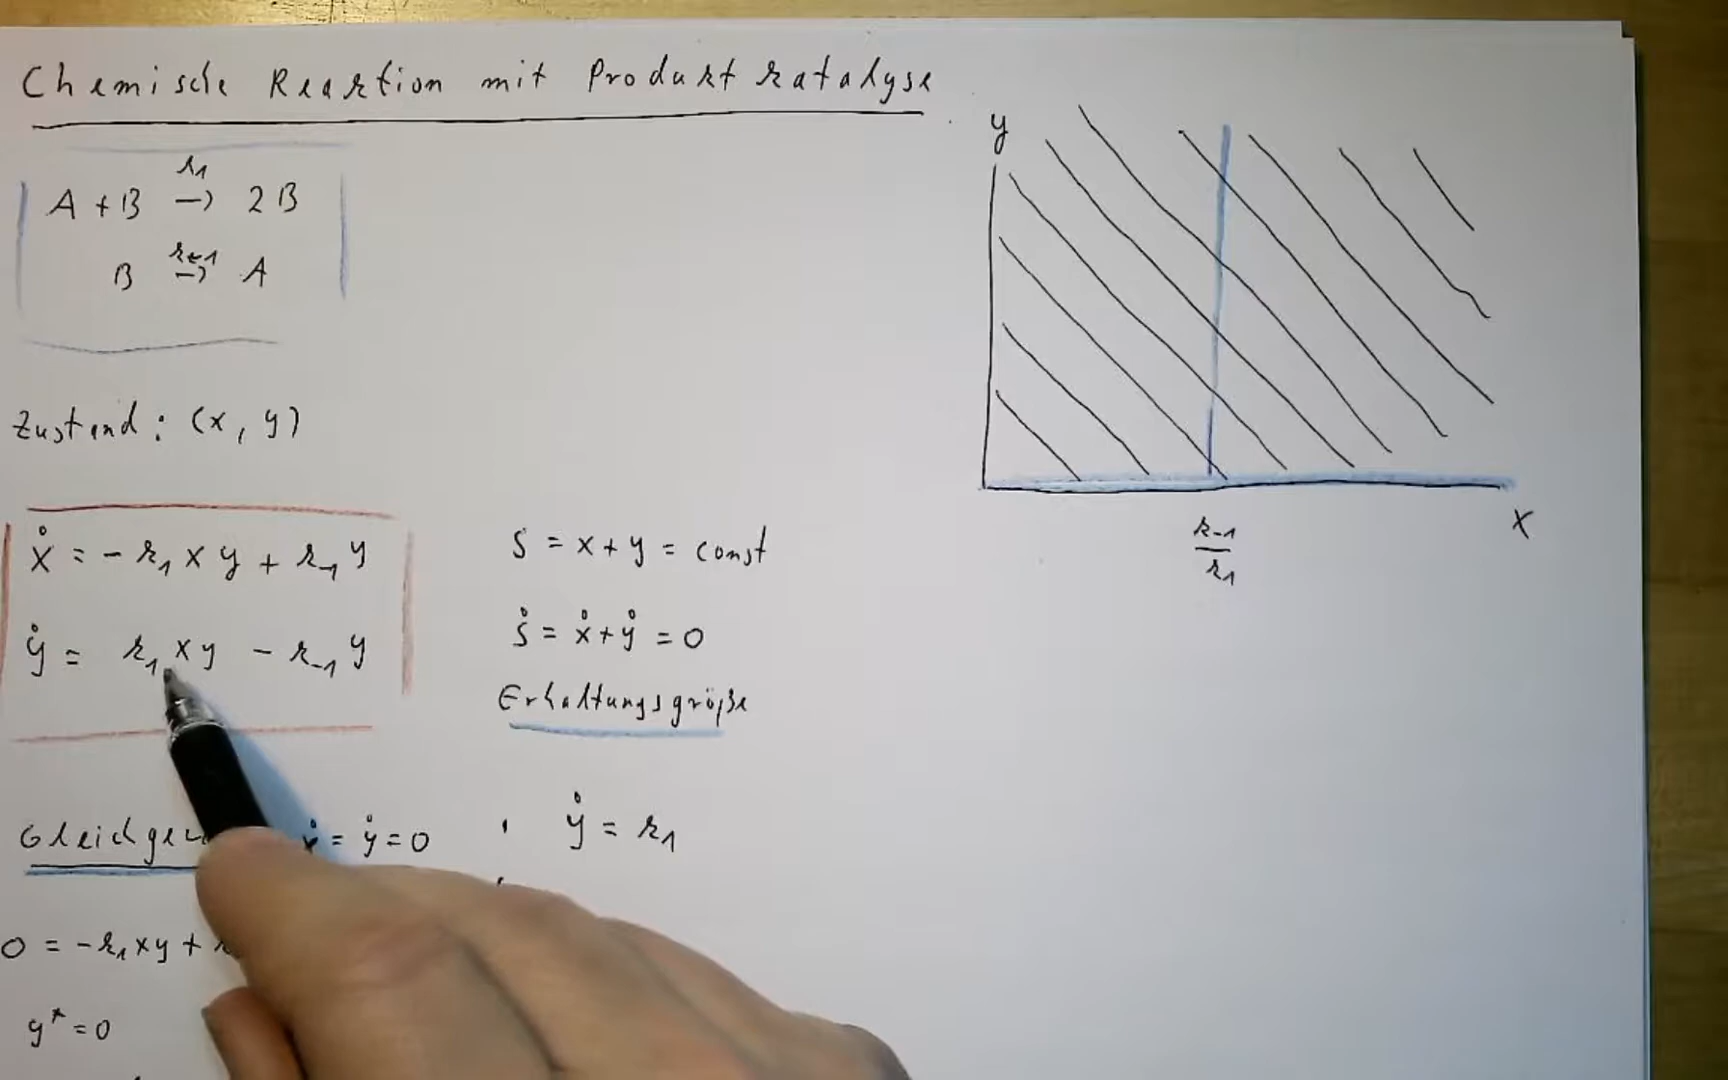 Chemische Reaktion mit Produktkatalyse
A + B →^{k₁} 2B
B →^{k₋₁} A
Zustand: (x, y)
ẋ = - k₁ x y + k₋₁ y
ẏ = k₁ x y - k₋₁ y
S = x + y = const
Ṡ = ẋ + ẏ = 0
Erhaltungsgröße
ẋ = ẏ = 0
ẏ = k₁
0 = - k₁ x y +
y* = 0
y
x
k₋₁
k₁